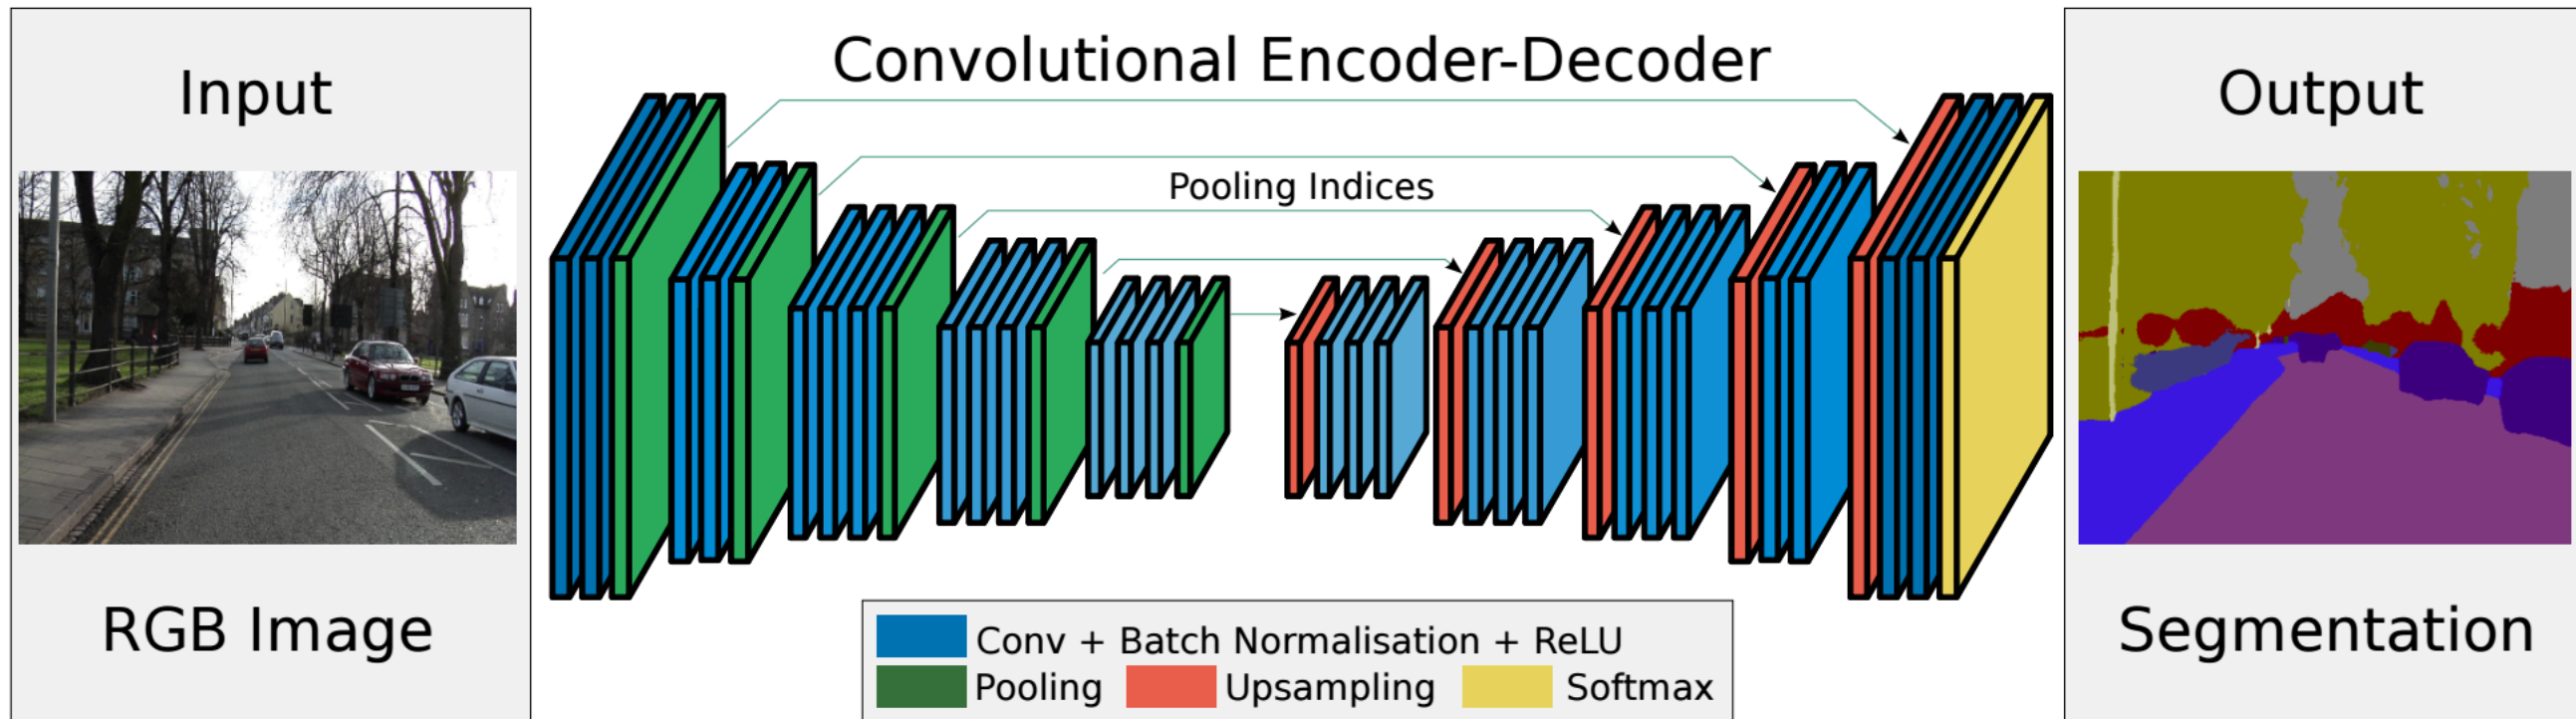 Input
RGB Image
Convolutional Encoder-Decoder
Pooling Indices
Conv + Batch Normalisation + ReLU
Pooling
Upsampling
Softmax
Output
Segmentation